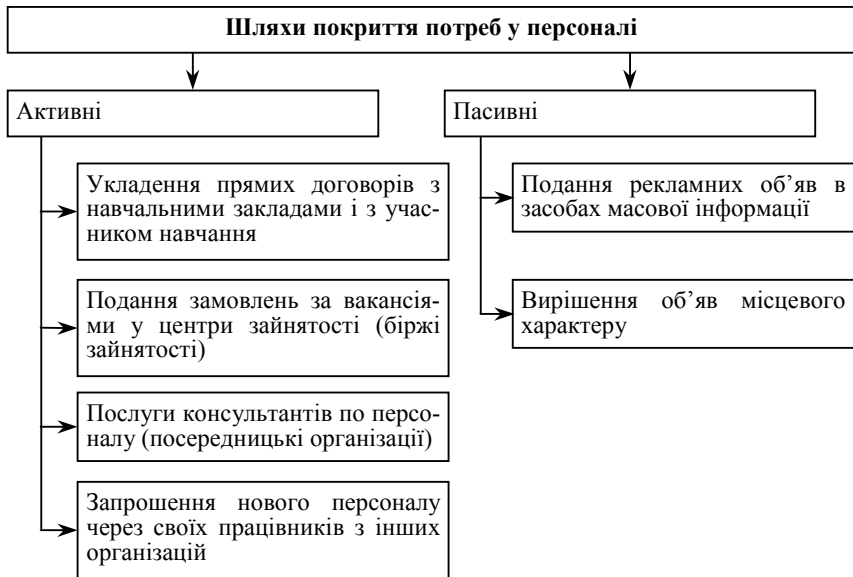 Шляхи покриття потреб у персоналі
Активні
Укладення прямих договорів з
навчальними закладами і з учас-
ником навчання
Подання замовлень за вакансія-
ми у центри зайнятості (біржі
зайнятості)
Послуги консультантів по персо-
налу (посередницькі організації)
Запрошення нового персоналу
через своїх працівників з інших
організацій
Пасивні
Подання рекламних об’яв в
засобах масової інформації
Вирішення об’яв місцевого
характеру